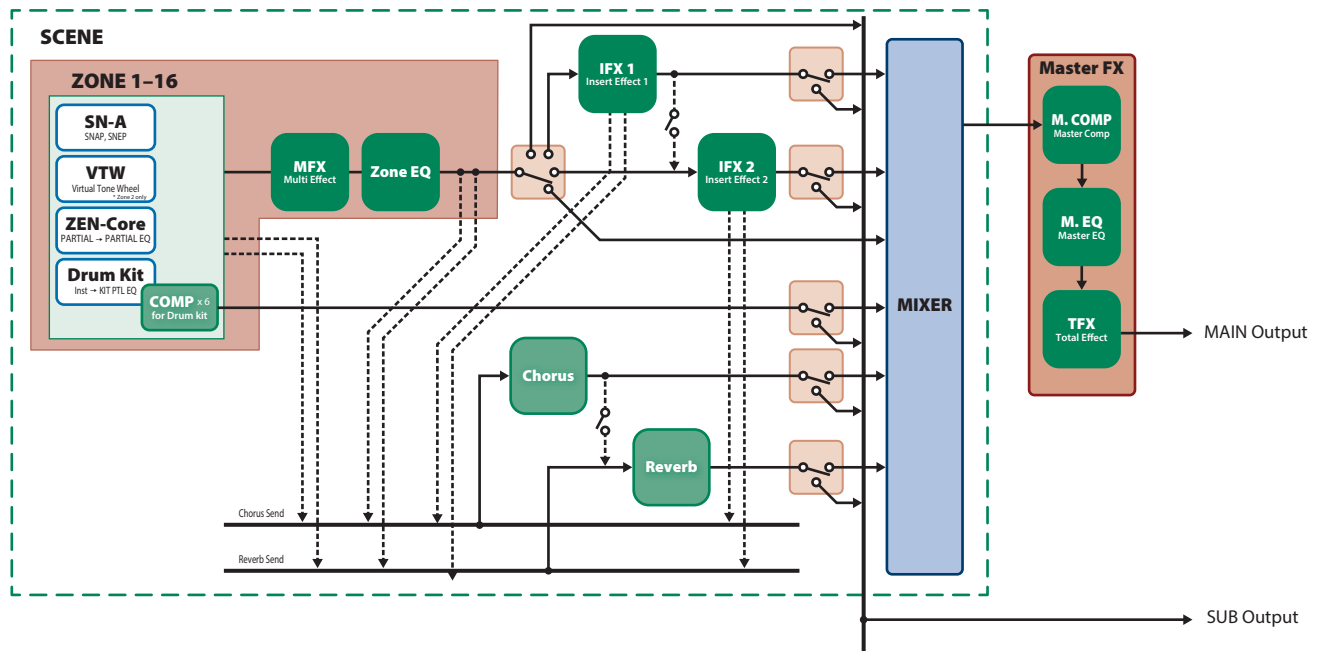 SCENE
ZONE 1–16
SN-A
SNAP, SNEP
VTW
Virtual Tone Wheel
* Zone 2 only
ZEN-Core
PARTIAL → PARTIAL EQ
Drum Kit
Inst → KIT PTL EQ
COMP x 6
for Drum kit
MFX
Multi Effect
Zone EQ
IFX 1
Insert Effect 1
IFX 2
Insert Effect 2
Chorus
Reverb
Chorus Send
Reverb Send
MIXER
Master FX
M. COMP
Master Comp
M. EQ
Master EQ
TFX
Total Effect
MAIN Output
SUB Output